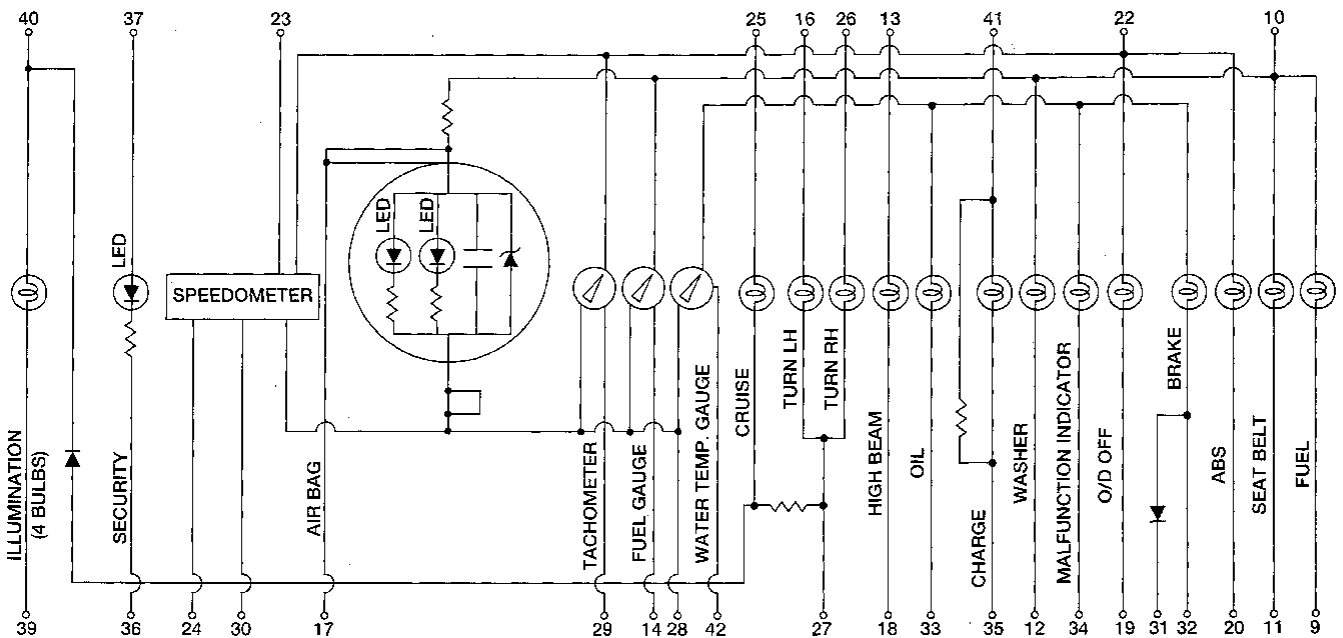 40
37
23
25
16
26
13
41
22
10
LED
LED
LED
SPEEDOMETER
ILLUMINATION
(4 BULBS)
SECURITY
AIR BAG
TACHOMETER
FUEL GAUGE
WATER TEMP. GAUGE
CRUISE
TURN LH
TURN RH
HIGH BEAM
OIL
CHARGE
WASHER
MALFUNCTION INDICATOR
O/D OFF
BRAKE
ABS
SEAT BELT
FUEL
39
36
24
30
17
29
14
28
42
27
18
33
35
12
34
19
31
32
20
11
9